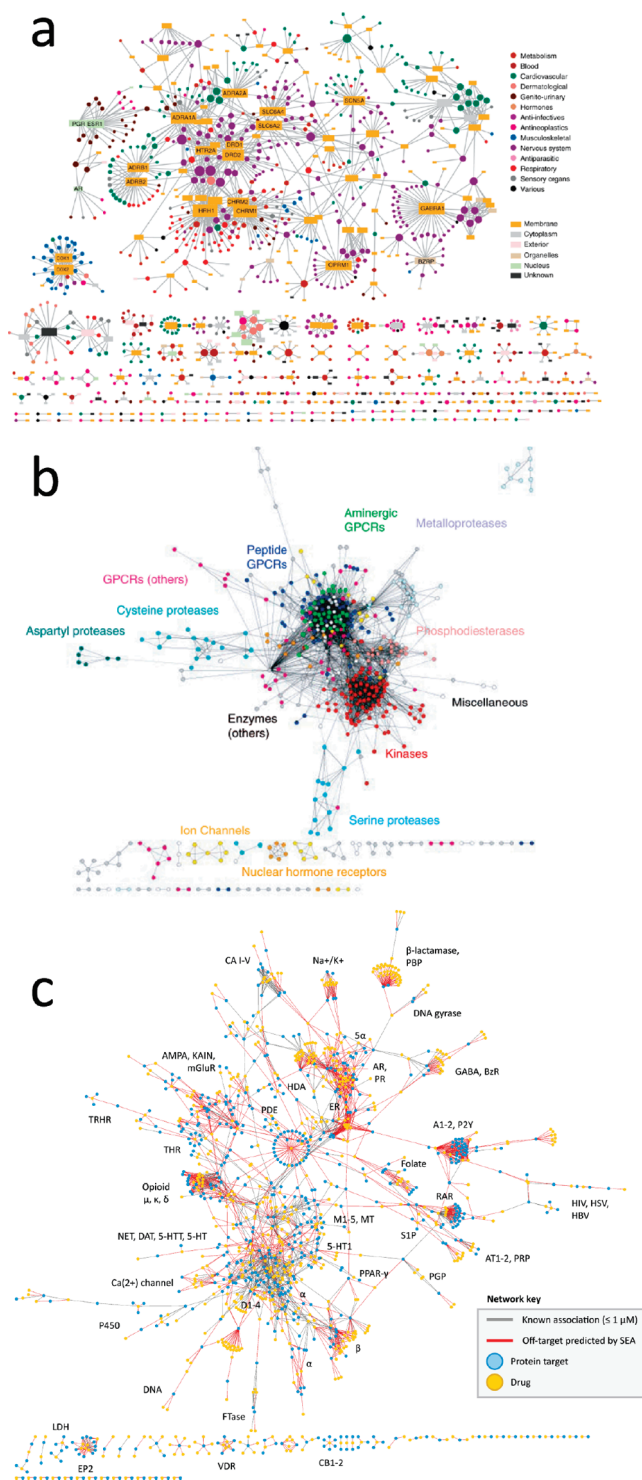 a
Metabolism
Blood
Cardiovascular
Dermatological
Genito-urinary
Hormones
Anti-infectives
Antineoplastics
Musculoskeletal
Nervous system
Antiparasitic
Respiratory
Sensory organs
Various
Membrane
Cytoplasm
Exterior
Organelles
Nucleus
Unknown
ADRA2A
SCN5A
ADRA1A
SLC6A4
SLC6A2
PGR ESR1
DRD1
HTR2A
DRD2
ADRB1
ADRB2
AR
CHRM2
HRH1
CHRM1
GABRA1
COX1
COX2
OPRM1
BZRP
b
Aminergic
GPCRs
Metalloproteases
Peptide
GPCRs
GPCRs (others)
Cysteine proteases
Aspartyl proteases
Phosphodiesterases
Enzymes
(others)
Miscellaneous
Kinases
Serine proteases
Ion Channels
Nuclear hormone receptors
c
CA I-V
Na+/K+
β-lactamase,
PBP
DNA gyrase
5α
AMPA, KAIN,
mGluR
HDA
AR,
PR
GABA, BzR
PDE
ER
TRHR
A1-2, P2Y
THR
Folate
Opioid
μ, κ, δ
RAR
HIV, HSV,
HBV
M1-5, MT
S1P
NET, DAT, 5-HTT, 5-HT
5-HT1
AT1-2, PRP
PPAR-γ
PGP
Ca(2+) channel
D1-4
α
P450
β
α
DNA
FTase
Network key
Known association (≤ 1 μM)
Off-target predicted by SEA
Protein target
Drug
LDH
EP2
VDR
CB1-2